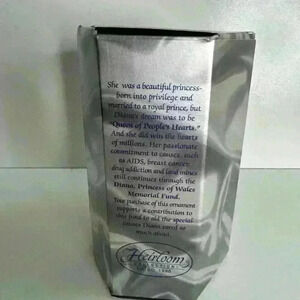 She was a beautiful princess-
born into privilege and
married to a royal prince, but
Diana's dream was to be
"Queen of People's Hearts."
And she did win the hearts
of millions. Her passionate
commitment to causes, such
as AIDS, breast cancer,
drug addiction and land mines
still continues through the
Diana, Princess of Wales
Memorial Fund.
Your purchase of this ornament
supports a contribution to
this fund to aid the special
causes Diana cared so
much about.
Heirloom